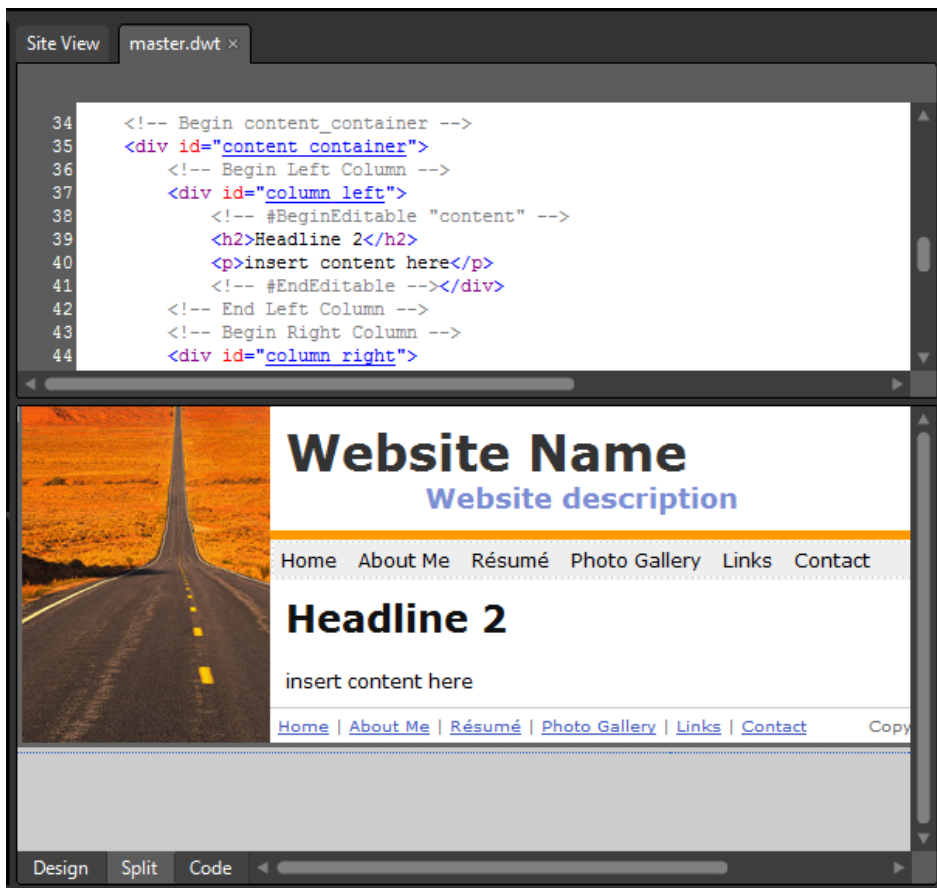 Site View master.dwt ×
34 <!-- Begin content_container -->
35 <div id="content_container">
36 <!-- Begin Left Column -->
37 <div id="column_left">
38 <!-- #BeginEditable "content" -->
39 <h2>Headline 2</h2>
40 <p>insert content here</p>
41 <!-- #EndEditable --></div>
42 <!-- End Left Column -->
43 <!-- Begin Right Column -->
44 <div id="column_right">
Website Name
Website description
Home About Me Résumé Photo Gallery Links Contact
Headline 2
insert content here
Home | About Me | Résumé | Photo Gallery | Links | Contact Copy
Design Split Code